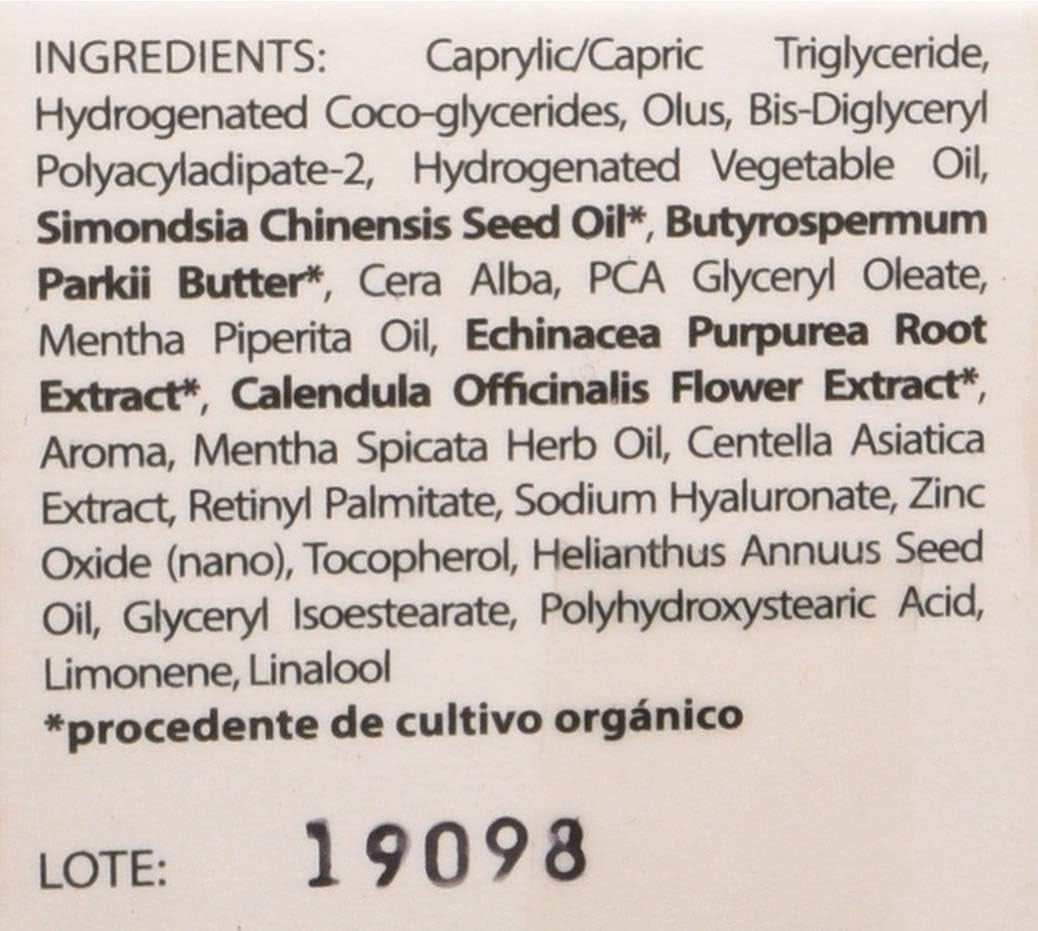 INGREDIENTS: Caprylic/Capric Triglyceride,
Hydrogenated Coco-glycerides, Olus, Bis-Diglyceryl
Polyacyladipate-2, Hydrogenated Vegetable Oil,
Simondsia Chinensis Seed Oil*, Butyrospermum
Parkii Butter*, Cera Alba, PCA Glyceryl Oleate,
Mentha Piperita Oil, Echinacea Purpurea Root
Extract*, Calendula Officinalis Flower Extract*,
Aroma, Mentha Spicata Herb Oil, Centella Asiatica
Extract, Retinyl Palmitate, Sodium Hyaluronate, Zinc
Oxide (nano), Tocopherol, Helianthus Annuus Seed
Oil, Glyceryl Isoestearate, Polyhydroxystearic Acid,
Limonene, Linalool
*procedente de cultivo orgánico
LOTE: 19098